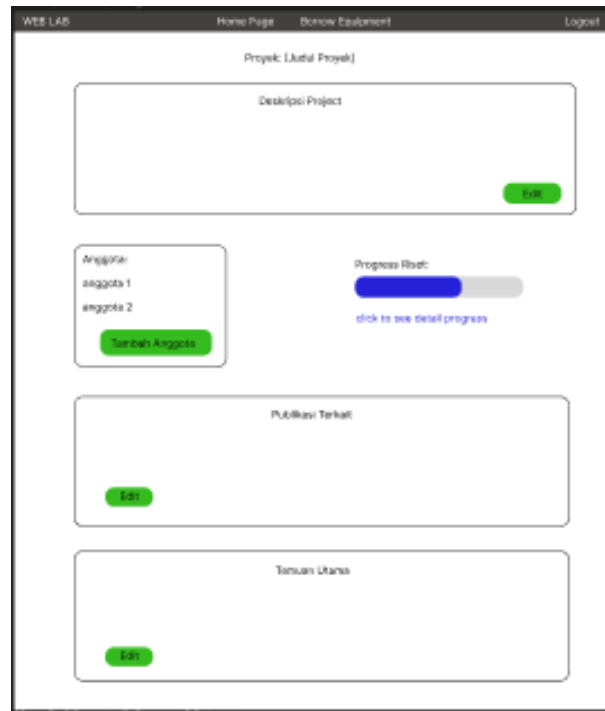 WEB LAB Home Page Borrow Equipment Logout
Proyek: [Judul Proyek]
Deskripsi Project
Edit
Anggota:
anggota 1
anggota 2
Tambah Anggota
Progress Riset:
click to see detail progress
Publikasi Terkait
Edit
Temuan Utama
Edit